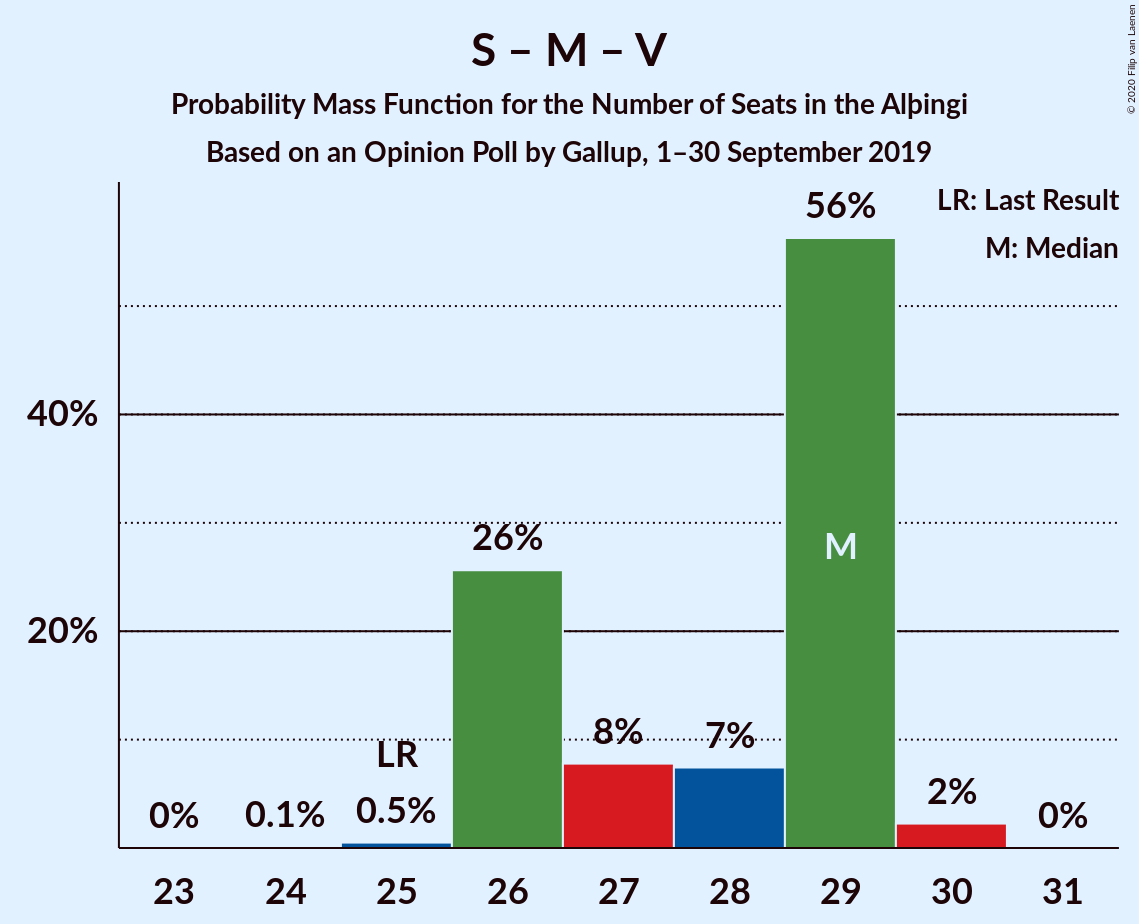 S – M – V
Probability Mass Function for the Number of Seats in the Alþingi
Based on an Opinion Poll by Gallup, 1–30 September 2019
© 2020 Filip van Laenen
LR: Last Result
M: Median
56%
40%
26%
M
20%
8%
7%
LR
2%
0%
0.1%
0.5%
0%
23 24 25 26 27 28 29 30 31